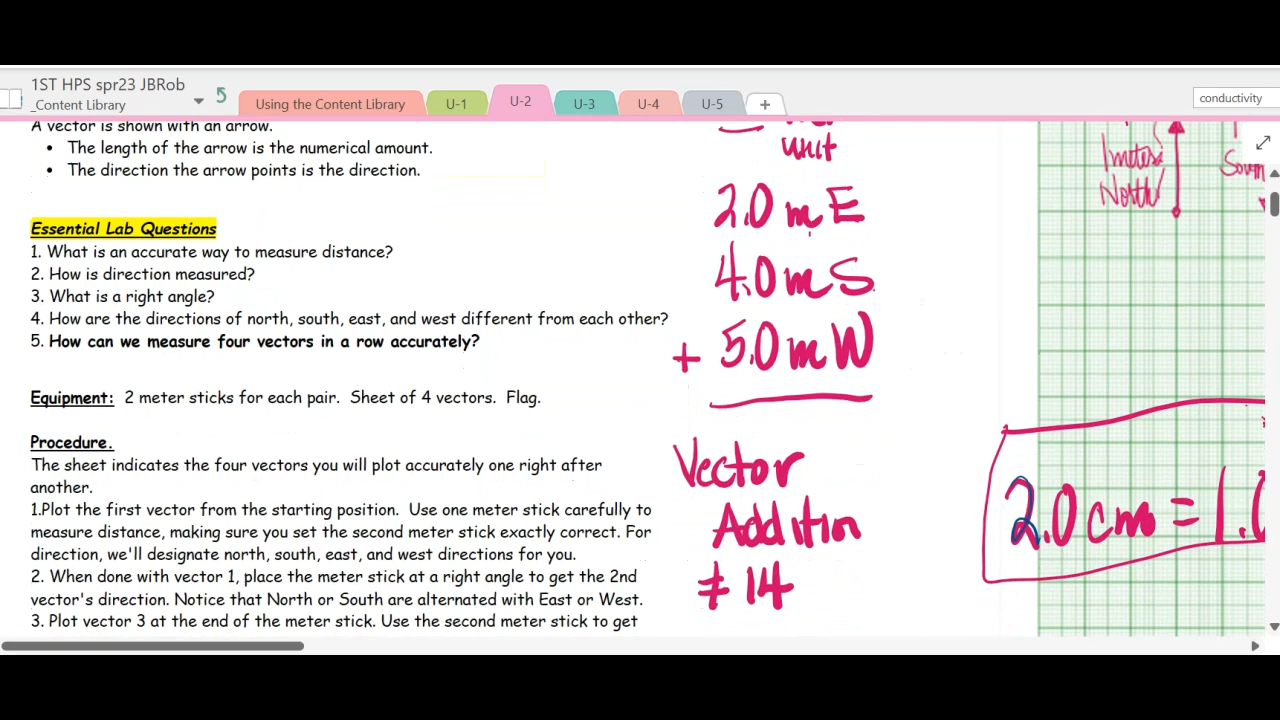 1ST HPS spr23 JBRob
_Content Library
Using the Content Library
U-1
U-2
U-3
U-4
U-5
+
conductivity
A vector is shown with an arrow.
• The length of the arrow is the numerical amount.
• The direction the arrow points is the direction.
Essential Lab Questions
1. What is an accurate way to measure distance?
2. How is direction measured?
3. What is a right angle?
4. How are the directions of north, south, east, and west different from each other?
5. How can we measure four vectors in a row accurately?
Equipment: 2 meter sticks for each pair. Sheet of 4 vectors. Flag.
Procedure.
The sheet indicates the four vectors you will plot accurately one right after
another.
1.Plot the first vector from the starting position. Use one meter stick carefully to
measure distance, making sure you set the second meter stick exactly correct. For
direction, we'll designate north, south, east, and west directions for you.
2. When done with vector 1, place the meter stick at a right angle to get the 2nd
vector's direction. Notice that North or South are alternated with East or West.
3. Plot vector 3 at the end of the meter stick. Use the second meter stick to get
unit
2.0 m E
4.0 m S
+ 5.0 m W
Vector
Addition
≠ 14
North
2.0 cm = 1.0